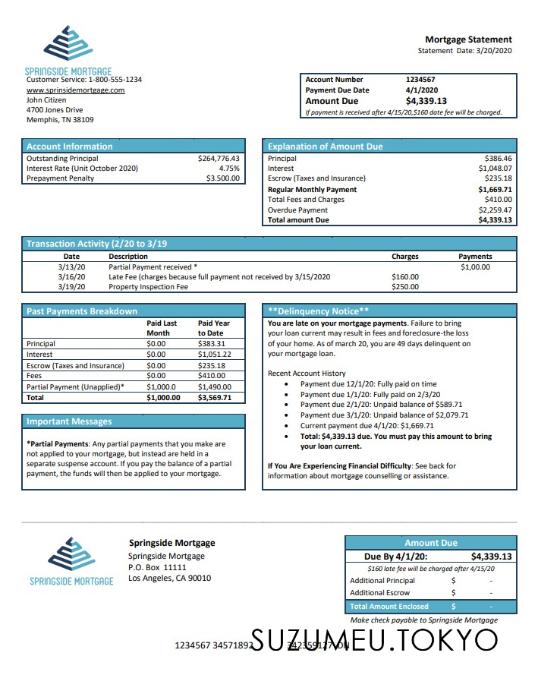 Mortgage Statement
Statement Date: 3/20/2020
SPRINGSIDE MORTGAGE
Customer Service: 1-800-555-1234
www.sprinsidemortgage.com
John Citizen
4700 Jones Drive
Memphis, TN 38109
Account Number 1234567
Payment Due Date 4/1/2020
Amount Due $4,339.13
If payment is received after 4/15/20,$160 date fee will be charged.
Account Information
Outstanding Principal $264,776.43
Interest Rate (Unit October 2020) 4.75%
Prepayment Penalty $3.500.00
Explanation of Amount Due
Principal $386.46
Interest $1,048.07
Escrow (Taxes and Insurance) $235.18
Regular Monthly Payment $1,669.71
Total Fees and Charges $410.00
Overdue Payment $2,259.47
Total amount Due $4,339.13
Transaction Activity (2/20 to 3/19
Date Description Charges Payments
3/13/20 Partial Payment received * $1,00.00
3/16/20 Late Fee (charges because full payment not received by 3/15/2020 $160.00
3/19/20 Property Inspection Fee $250.00
Past Payments Breakdown
Paid Last Month Paid Year to Date
Principal $0.00 $383.31
Interest $0.00 $1,051.22
Escrow (Taxes and Insurance) $0.00 $235.18
Fees $0.00 $410.00
Partial Payment (Unapplied)* $1,000.0 $1,490.00
Total $1,000.00 $3,569.71
Important Messages
*Partial Payments: Any partial payments that you make are
not applied to your mortgage, but instead are held in a
separate suspense account. If you pay the balance of a partial
payment, the funds will then be applied to your mortgage.
**Delinquency Notice**
You are late on your mortgage payments. Failure to bring
your loan current may result in fees and foreclosure-the loss
of your home. As of march 20, you are 49 days delinquent on
your mortgage loan.
Recent Account History
• Payment due 12/1/20: Fully paid on time
• Payment due 1/1/20: Fully paid on 2/3/20
• Payment due 2/1/20: Unpaid balance of $589.71
• Payment due 3/1/20: Unpaid balance of $2,079.71
• Current payment due 4/1/20: $1,669.71
• Total: $4,339.13 due. You must pay this amount to bring
your loan current.
If You Are Experiencing Financial Difficulty: See back for
information about mortgage counselling or assistance.
SPRINGSIDE MORTGAGE
Springside Mortgage
Springside Mortgage
P.O. Box 11111
Los Angeles, CA 90010
Amount Due
Due By 4/1/20: $4,339.13
$160 late fee will be charged after 4/15/20
Additional Principal $ -
Additional Escrow $ -
Total Amount Enclosed $ -
Make check payable to Springside Mortgage
1234567 3457189
SUZUMEU.TOKYO